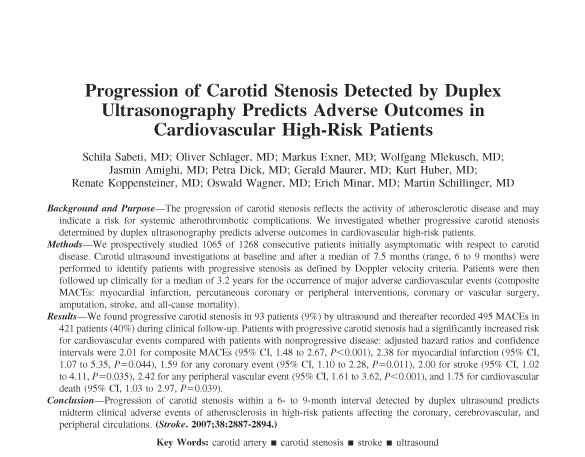 Progression of Carotid Stenosis Detected by Duplex
Ultrasonography Predicts Adverse Outcomes in
Cardiovascular High-Risk Patients
Schila Sabeti, MD; Oliver Schlager, MD; Markus Exner, MD; Wolfgang Mlekusch, MD;
Jasmin Amighi, MD; Petra Dick, MD; Gerald Maurer, MD; Kurt Huber, MD;
Renate Koppensteiner, MD; Oswald Wagner, MD; Erich Minar, MD; Martin Schillinger, MD
Background and Purpose—The progression of carotid stenosis reflects the activity of atherosclerotic disease and may
indicate a risk for systemic atherothrombotic complications. We investigated whether progressive carotid stenosis
determined by duplex ultrasonography predicts adverse outcomes in cardiovascular high-risk patients.
Methods—We prospectively studied 1065 of 1268 consecutive patients initially asymptomatic with respect to carotid
disease. Carotid ultrasound investigations at baseline and after a median of 7.5 months (range, 6 to 9 months) were
performed to identify patients with progressive stenosis as defined by Doppler velocity criteria. Patients were then
followed up clinically for a median of 3.2 years for the occurrence of major adverse cardiovascular events (composite
MACEs: myocardial infarction, percutaneous coronary or peripheral interventions, coronary or vascular surgery,
amputation, stroke, and all-cause mortality).
Results—We found progressive carotid stenosis in 93 patients (9%) by ultrasound and thereafter recorded 495 MACEs in
421 patients (40%) during clinical follow-up. Patients with progressive carotid stenosis had a significantly increased risk
for cardiovascular events compared with patients with nonprogressive disease: adjusted hazard ratios and confidence
intervals were 2.01 for composite MACEs (95% CI, 1.48 to 2.67, P<0.001), 2.38 for myocardial infarction (95% CI,
1.07 to 5.35, P=0.044), 1.59 for any coronary event (95% CI, 1.10 to 2.28, P=0.011), 2.00 for stroke (95% CI, 1.02
to 4.11, P=0.035), 2.42 for any peripheral vascular event (95% CI, 1.61 to 3.62, P<0.001), and 1.75 for cardiovascular
death (95% CI, 1.03 to 2.97, P=0.039).
Conclusion—Progression of carotid stenosis within a 6- to 9-month interval detected by duplex ultrasound predicts
midterm clinical adverse events of atherosclerosis in high-risk patients affecting the coronary, cerebrovascular, and
peripheral circulations. (Stroke. 2007;38:2887-2894.)
Key Words: carotid artery ■ carotid stenosis ■ stroke ■ ultrasound